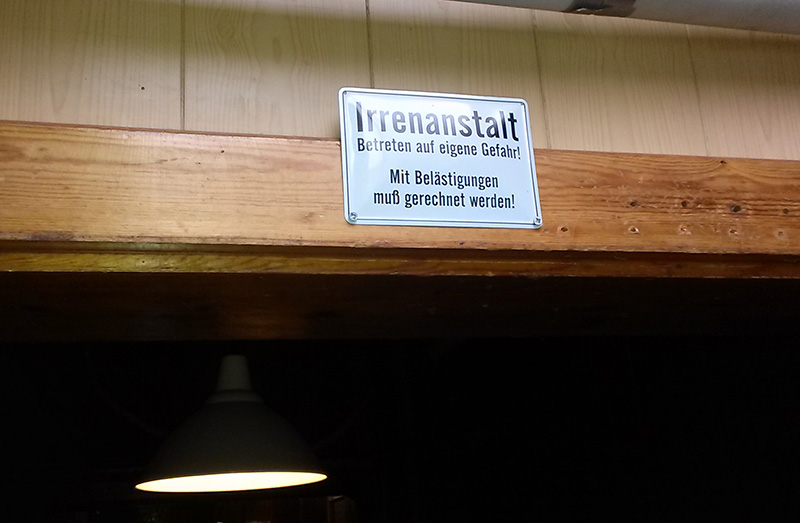 Irrenanstalt
Betreten auf eigene Gefahr!
Mit Belästigungen
muß gerechnet werden!